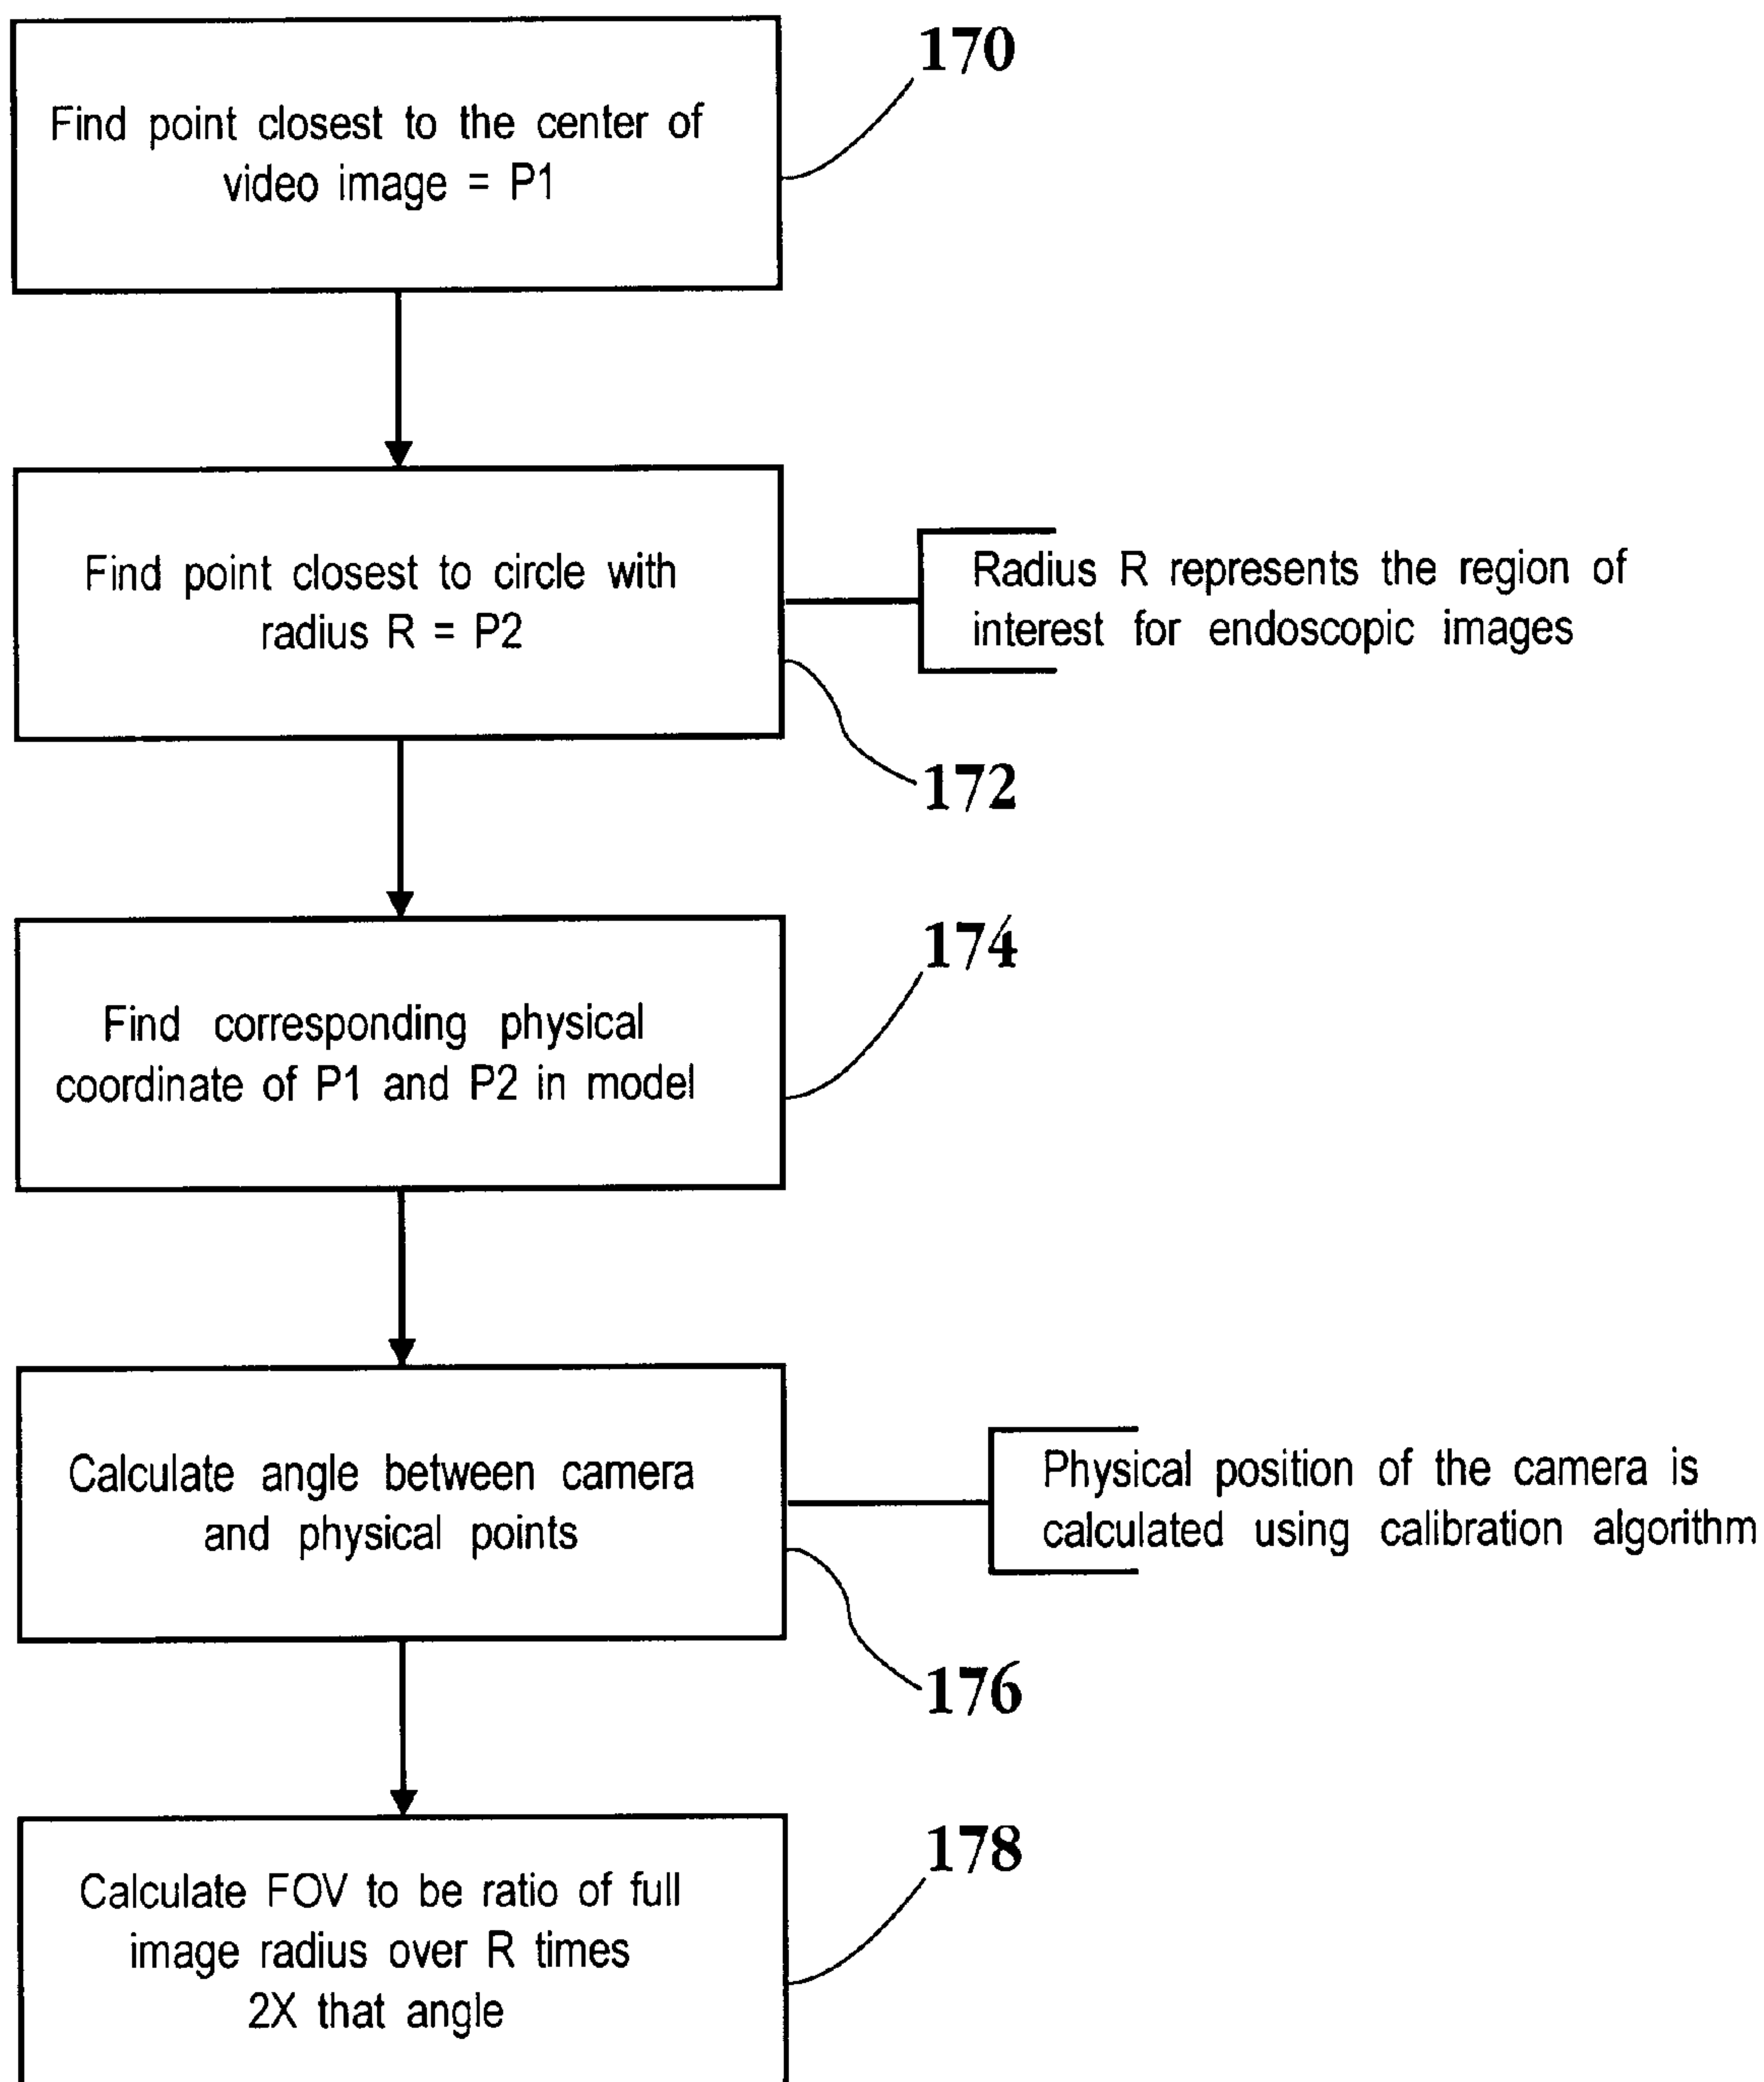 170
Find point closest to the center of
video image = P1
Find point closest to circle with
radius R = P2
Radius R represents the region of
interest for endoscopic images
172
174
Find corresponding physical
coordinate of P1 and P2 in model
Calculate angle between camera
and physical points
Physical position of the camera is
calculated using calibration algorithm
176
178
Calculate FOV to be ratio of full
image radius over R times
2X that angle